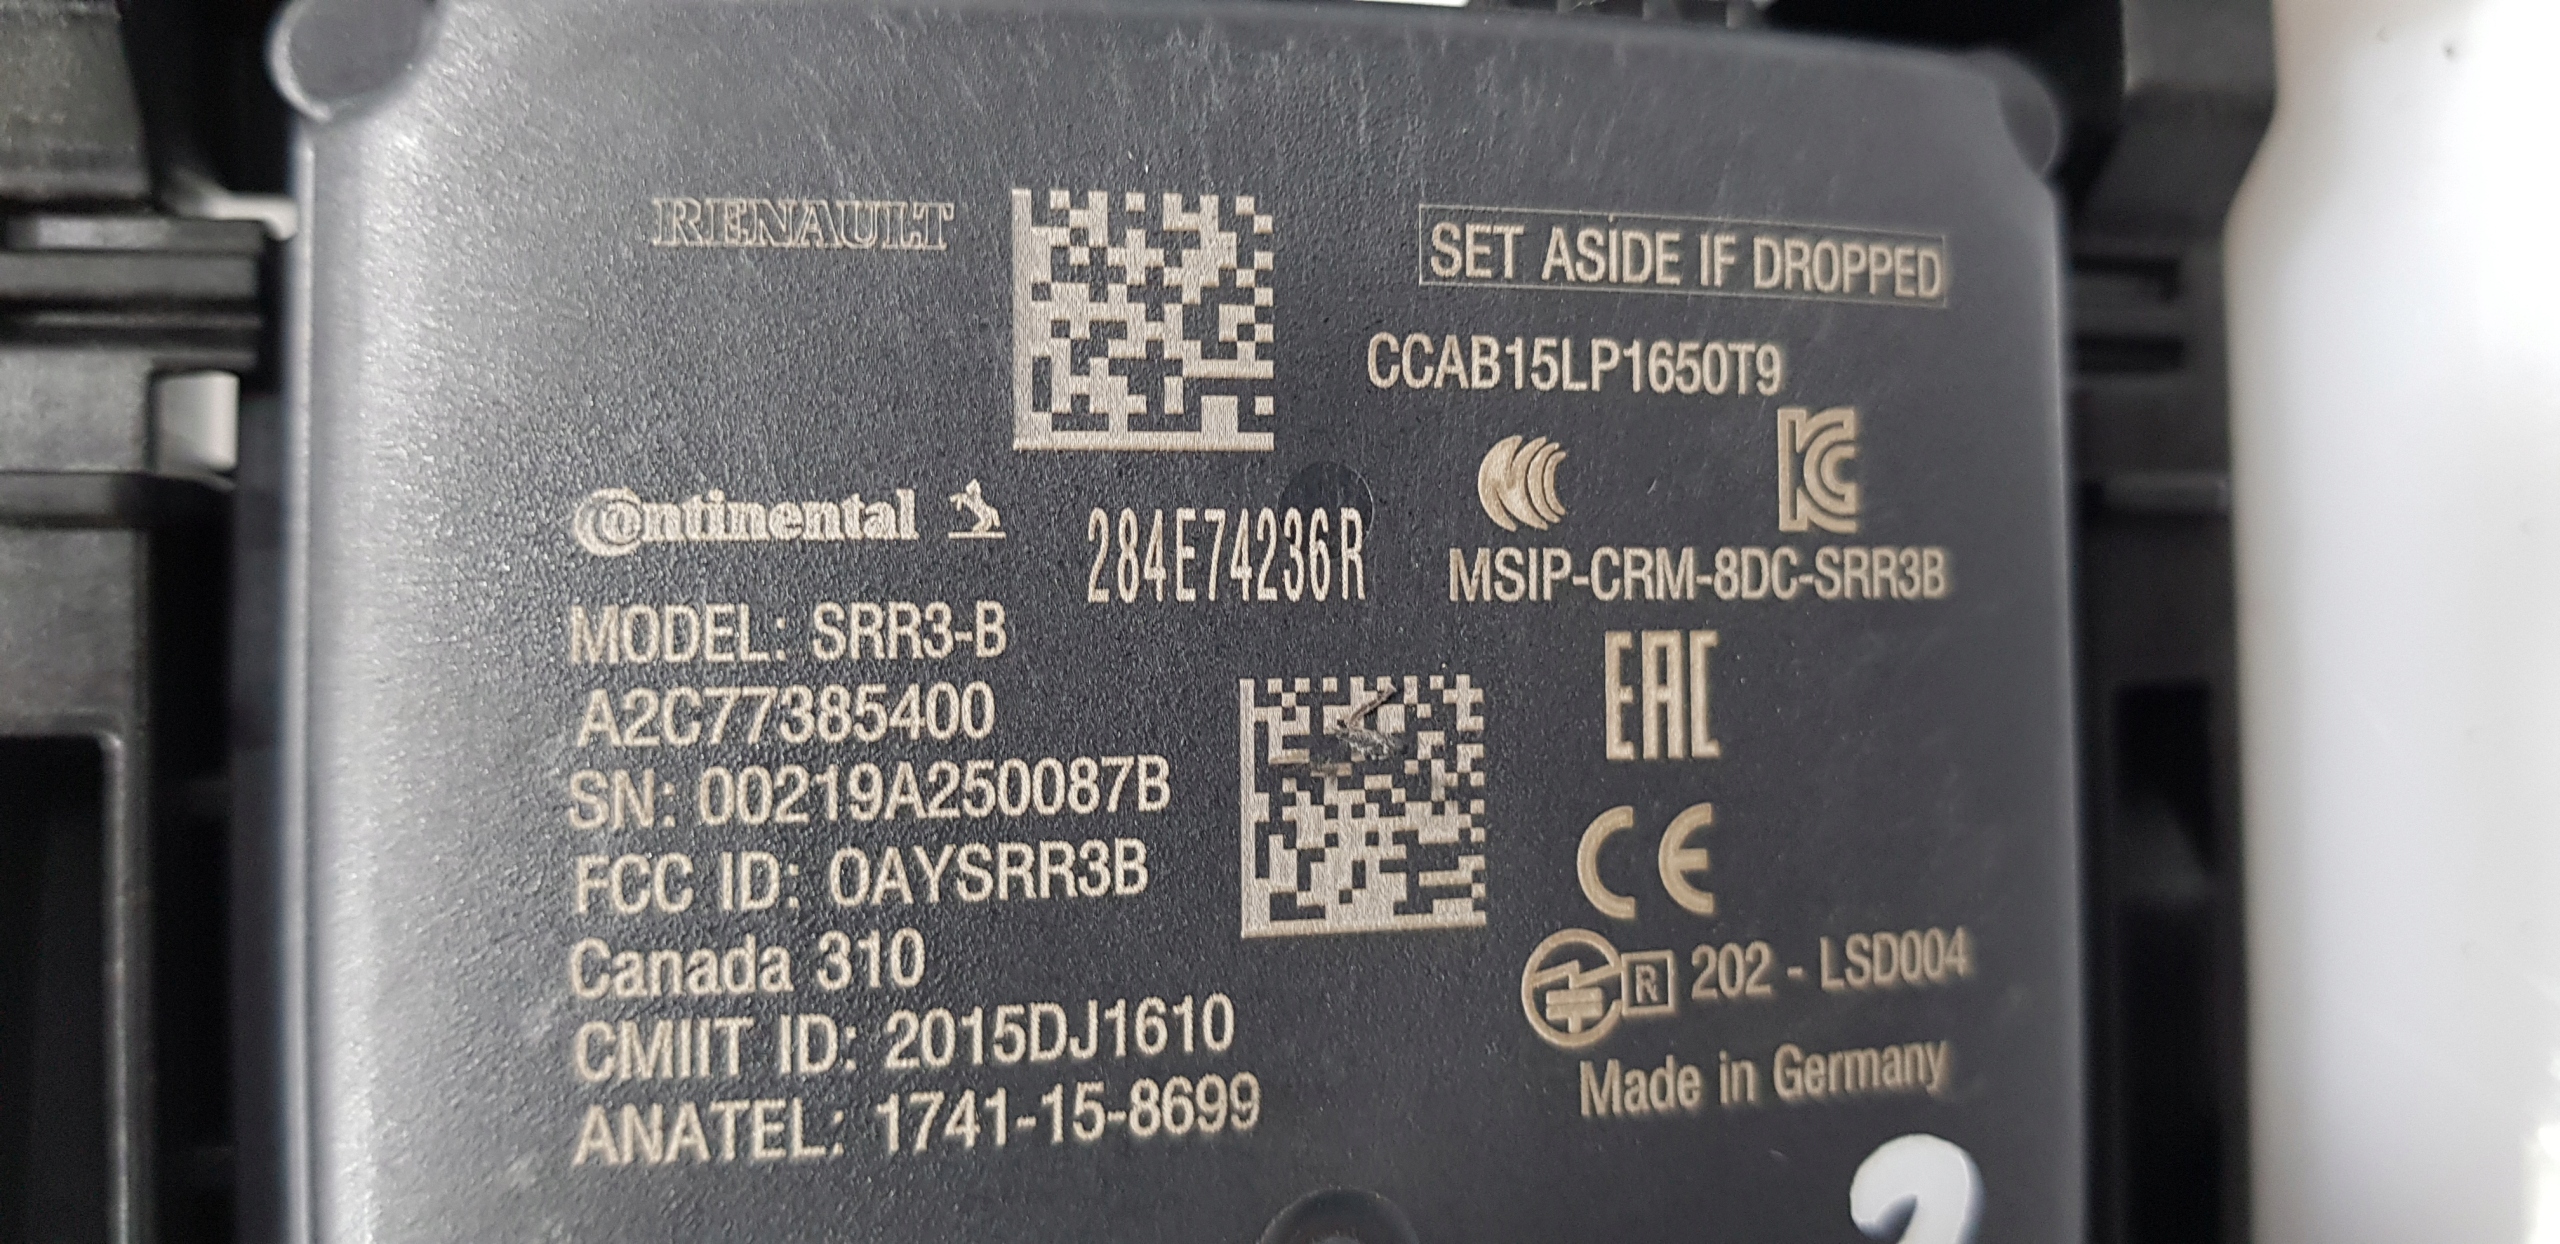 RENAULT
SET ASIDE IF DROPPED
CCAB15LP1650T9
Continental
284E74236R
MSIP-CRM-8DC-SRR3B
MODEL: SRR3-B
A2C77385400
SN: 00219A250087B
FCC ID: OAYSRR3B
Canada 310
CMIIT ID: 2015DJ1610
ANATEL: 1741-15-8699
EAC
CE
R 202 - LSD004
Made in Germany